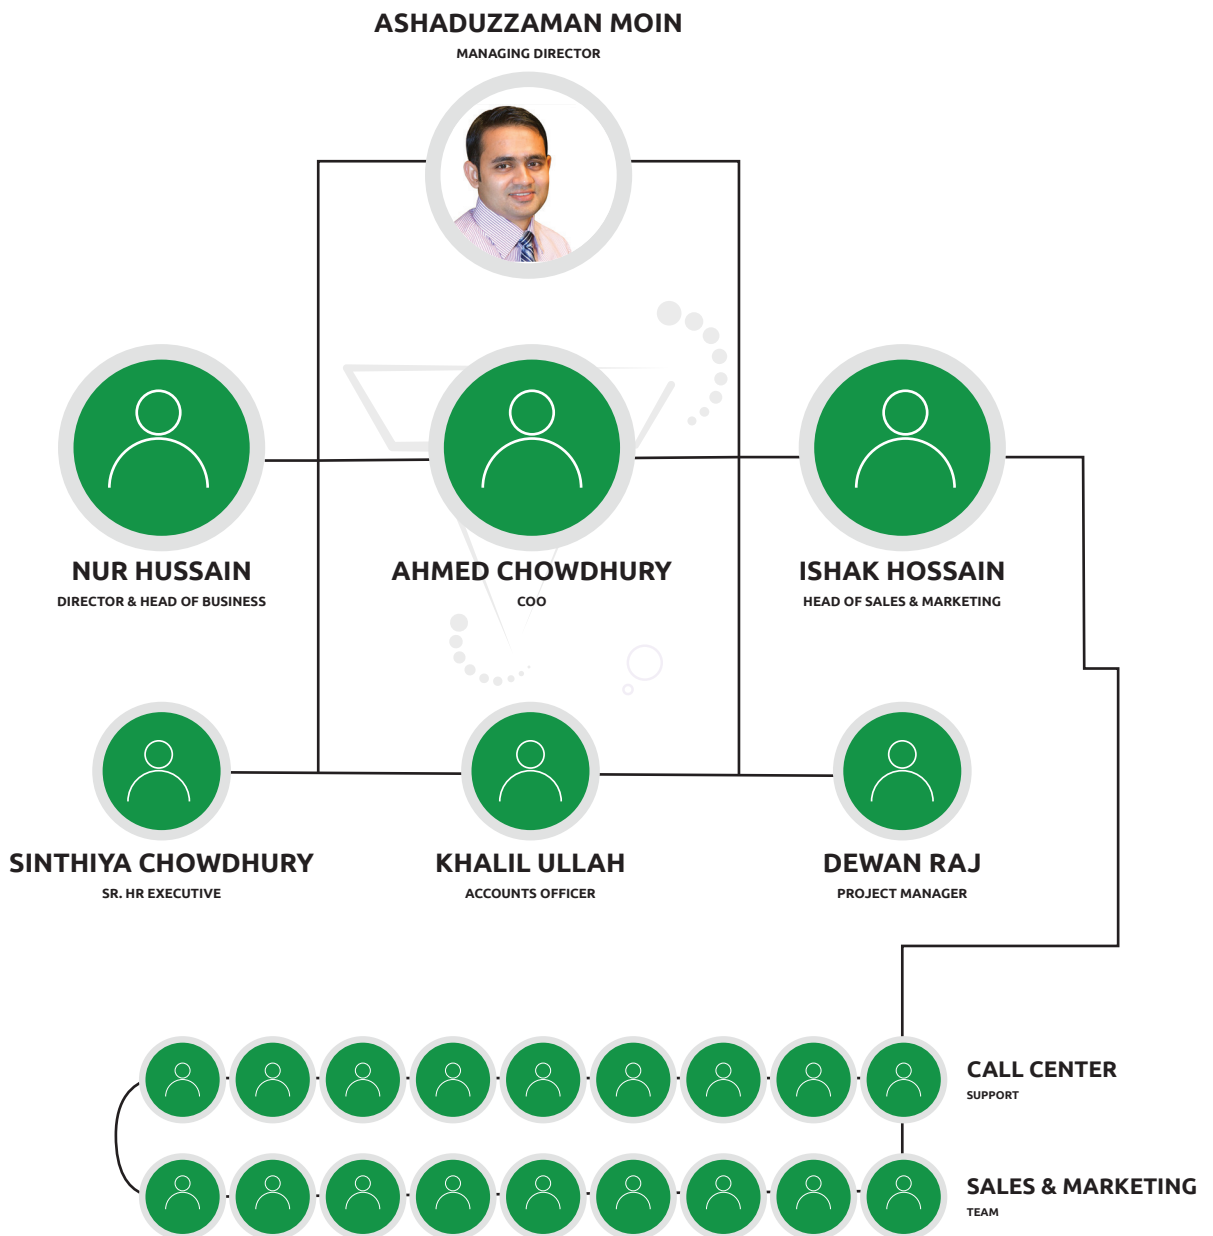 ASHADUZZAMAN MOIN
MANAGING DIRECTOR
NUR HUSSAIN
DIRECTOR & HEAD OF BUSINESS
AHMED CHOWDHURY
COO
ISHAK HOSSAIN
HEAD OF SALES & MARKETING
SINTHIYA CHOWDHURY
SR. HR EXECUTIVE
KHALIL ULLAH
ACCOUNTS OFFICER
DEWAN RAJ
PROJECT MANAGER
CALL CENTER
SUPPORT
SALES & MARKETING
TEAM